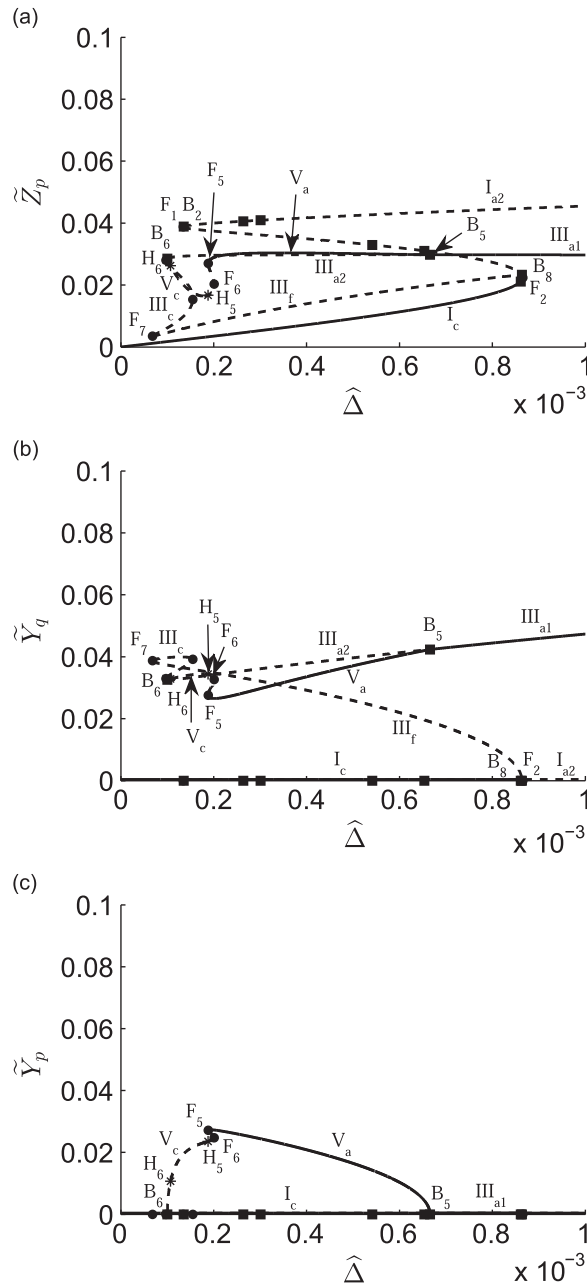 (a)
0.1
0.08
0.06
0.04
0.02
0
Z̃p
F5
Va
F1 B2
Ia2
B6
B5
IIIa1
H6
IIIa2
B8
Vc
F6
IIIf
F2
IIIc
H5
F7
Ic
0 0.2 0.4 0.6 0.8 1
Δ̂
x 10−3
(b)
0.1
0.08
0.06
0.04
0.02
0
Ỹq
H5
F6
IIIc
F7
IIIa2
B5
IIIa1
B6
Va
H6
F5
Vc
IIIf
Ic
B8
F2
Ia2
0 0.2 0.4 0.6 0.8 1
Δ̂
x 10−3
(c)
0.1
0.08
0.06
0.04
0.02
0
Ỹp
F5
Vc
Va
H5
F6
H6
B6
Ic
B5
IIIa1
0 0.2 0.4 0.6 0.8 1
Δ̂
x 10−3